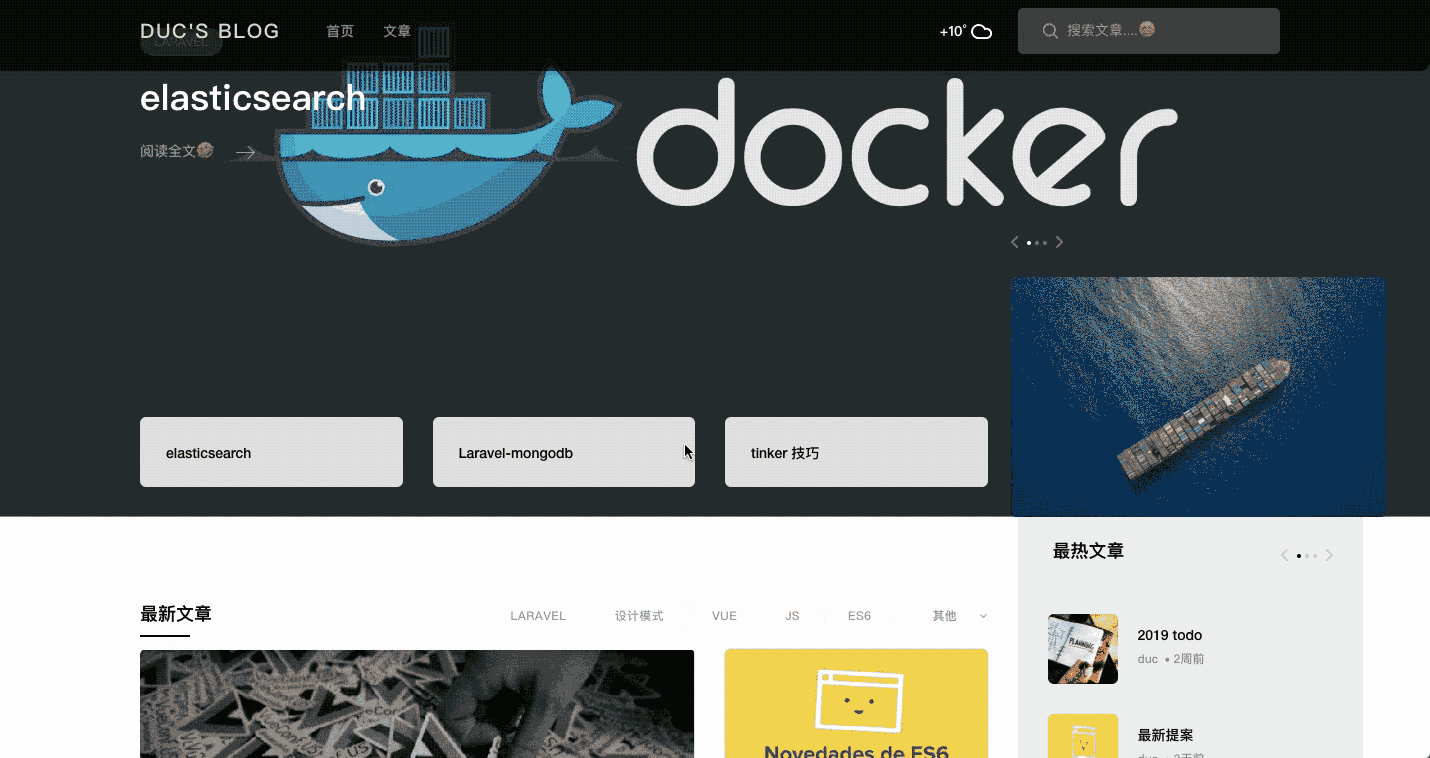 DUC'S BLOG
首页
文章
+10°
搜索文章....
LARAVEL
elasticsearch
阅读全文
docker
elasticsearch
Laravel-mongodb
tinker 技巧
最热文章
最新文章
LARAVEL
设计模式
VUE
JS
ES6
其他
2019 todo
duc • 2周前
PLANNING
最新提案
Novedades de ES6